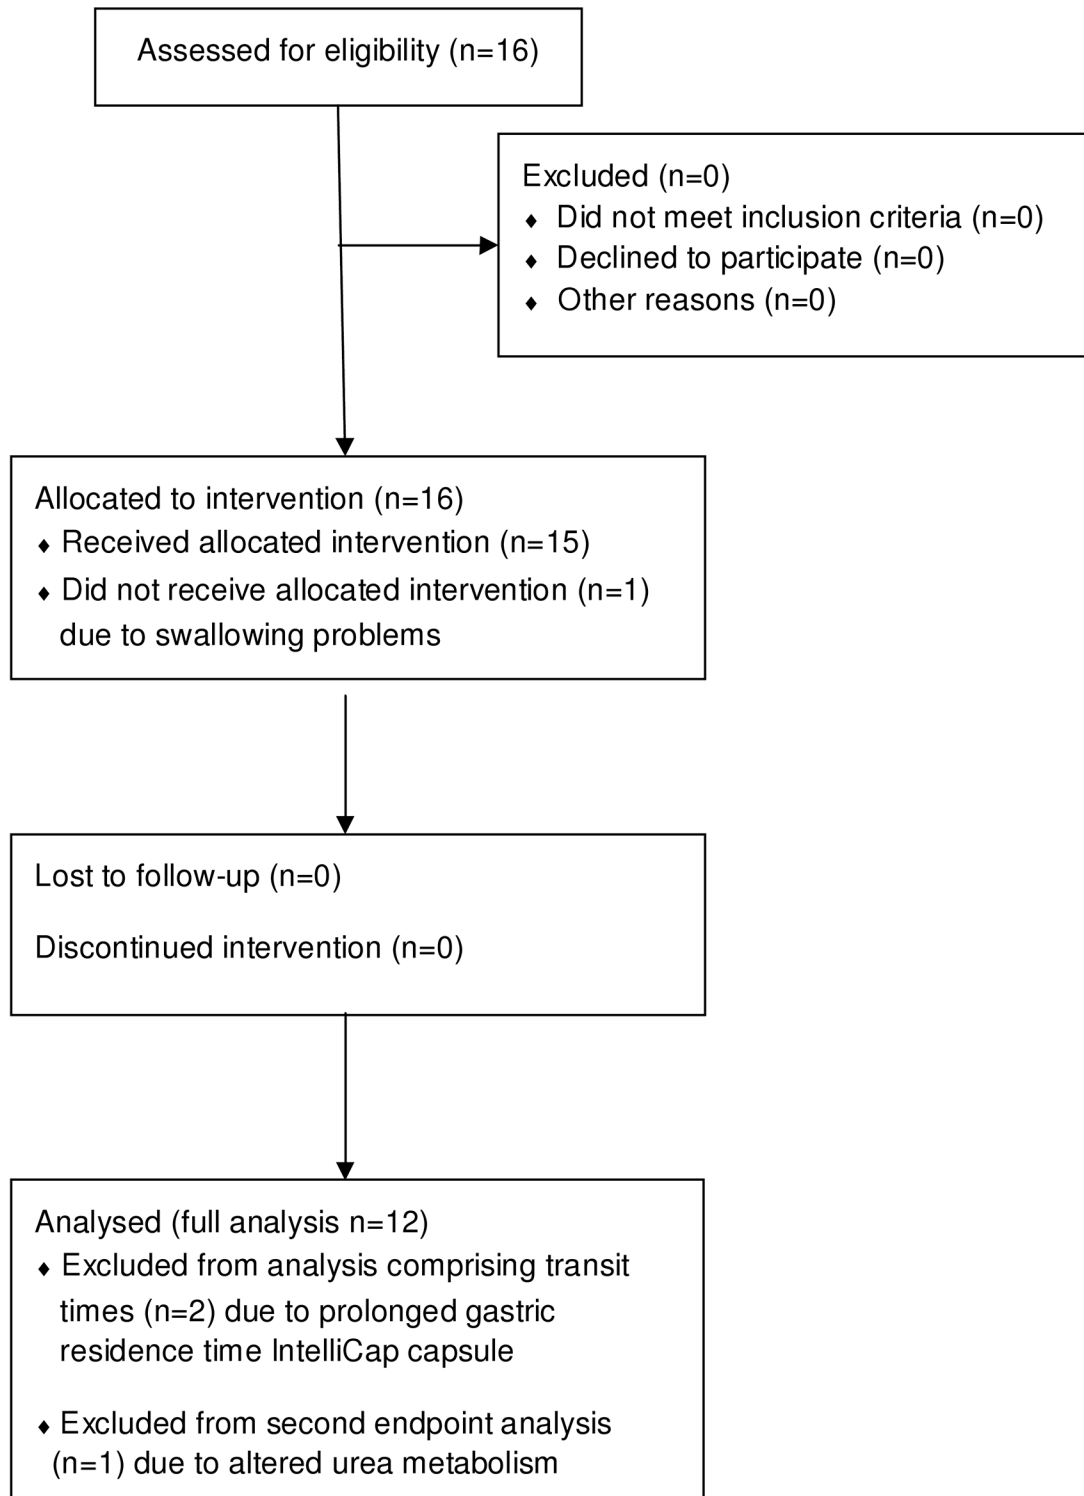 Assessed for eligibility (n=16)
Excluded (n=0)
♦ Did not meet inclusion criteria (n=0)
♦ Declined to participate (n=0)
♦ Other reasons (n=0)
Allocated to intervention (n=16)
♦ Received allocated intervention (n=15)
♦ Did not receive allocated intervention (n=1)
due to swallowing problems
Lost to follow-up (n=0)
Discontinued intervention (n=0)
Analysed (full analysis n=12)
♦ Excluded from analysis comprising transit
times (n=2) due to prolonged gastric
residence time IntelliCap capsule
♦ Excluded from second endpoint analysis
(n=1) due to altered urea metabolism